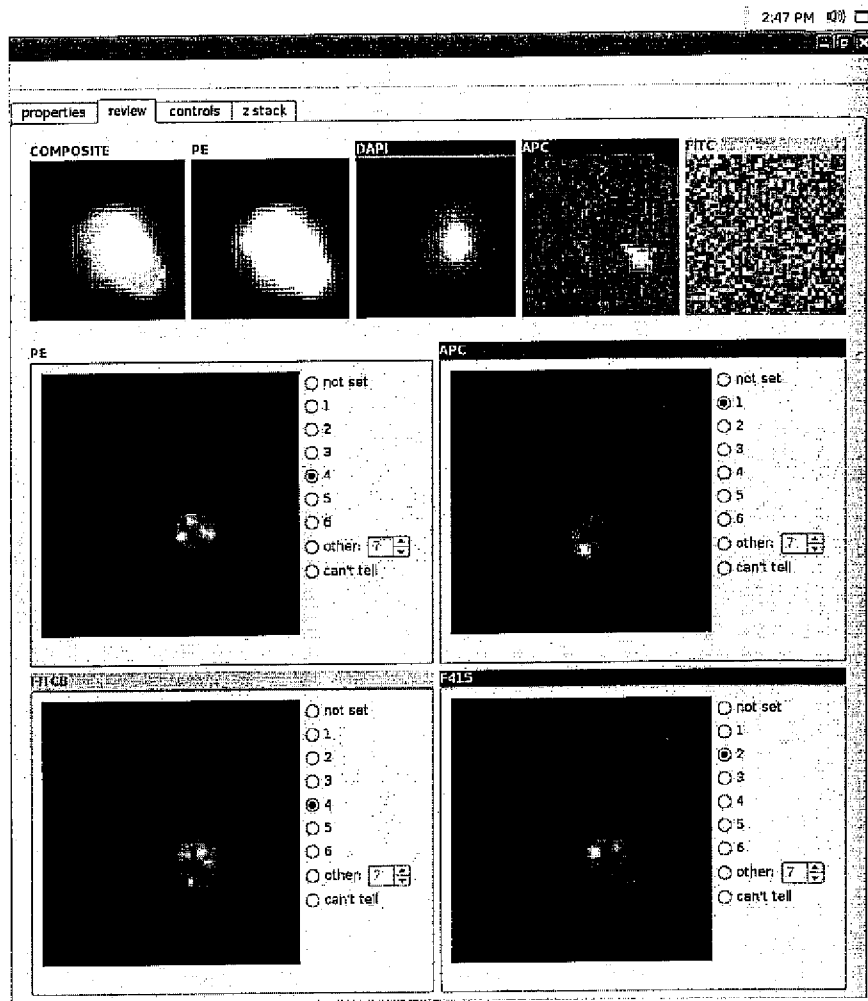 2:47 PM
properties review controls z stack
COMPOSITE PE DAPI APC FITC
PE
not set
1
2
3
4
5
6
other: 7
can't tell
APC
not set
1
2
3
4
5
6
other: 7
can't tell
not set
1
2
3
4
5
6
other: 7
can't tell
F415
not set
1
2
3
4
5
6
other: 7
can't tell